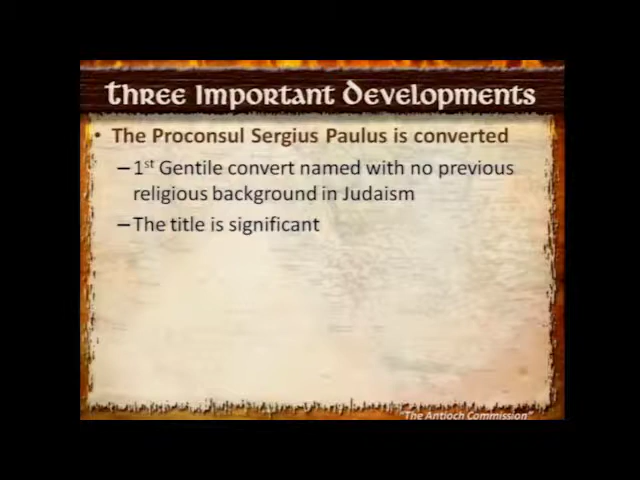 Three Important Developments
• The Proconsul Sergius Paulus is converted
–1st Gentile convert named with no previous
religious background in Judaism
–The title is significant
"The Antioch Commission"